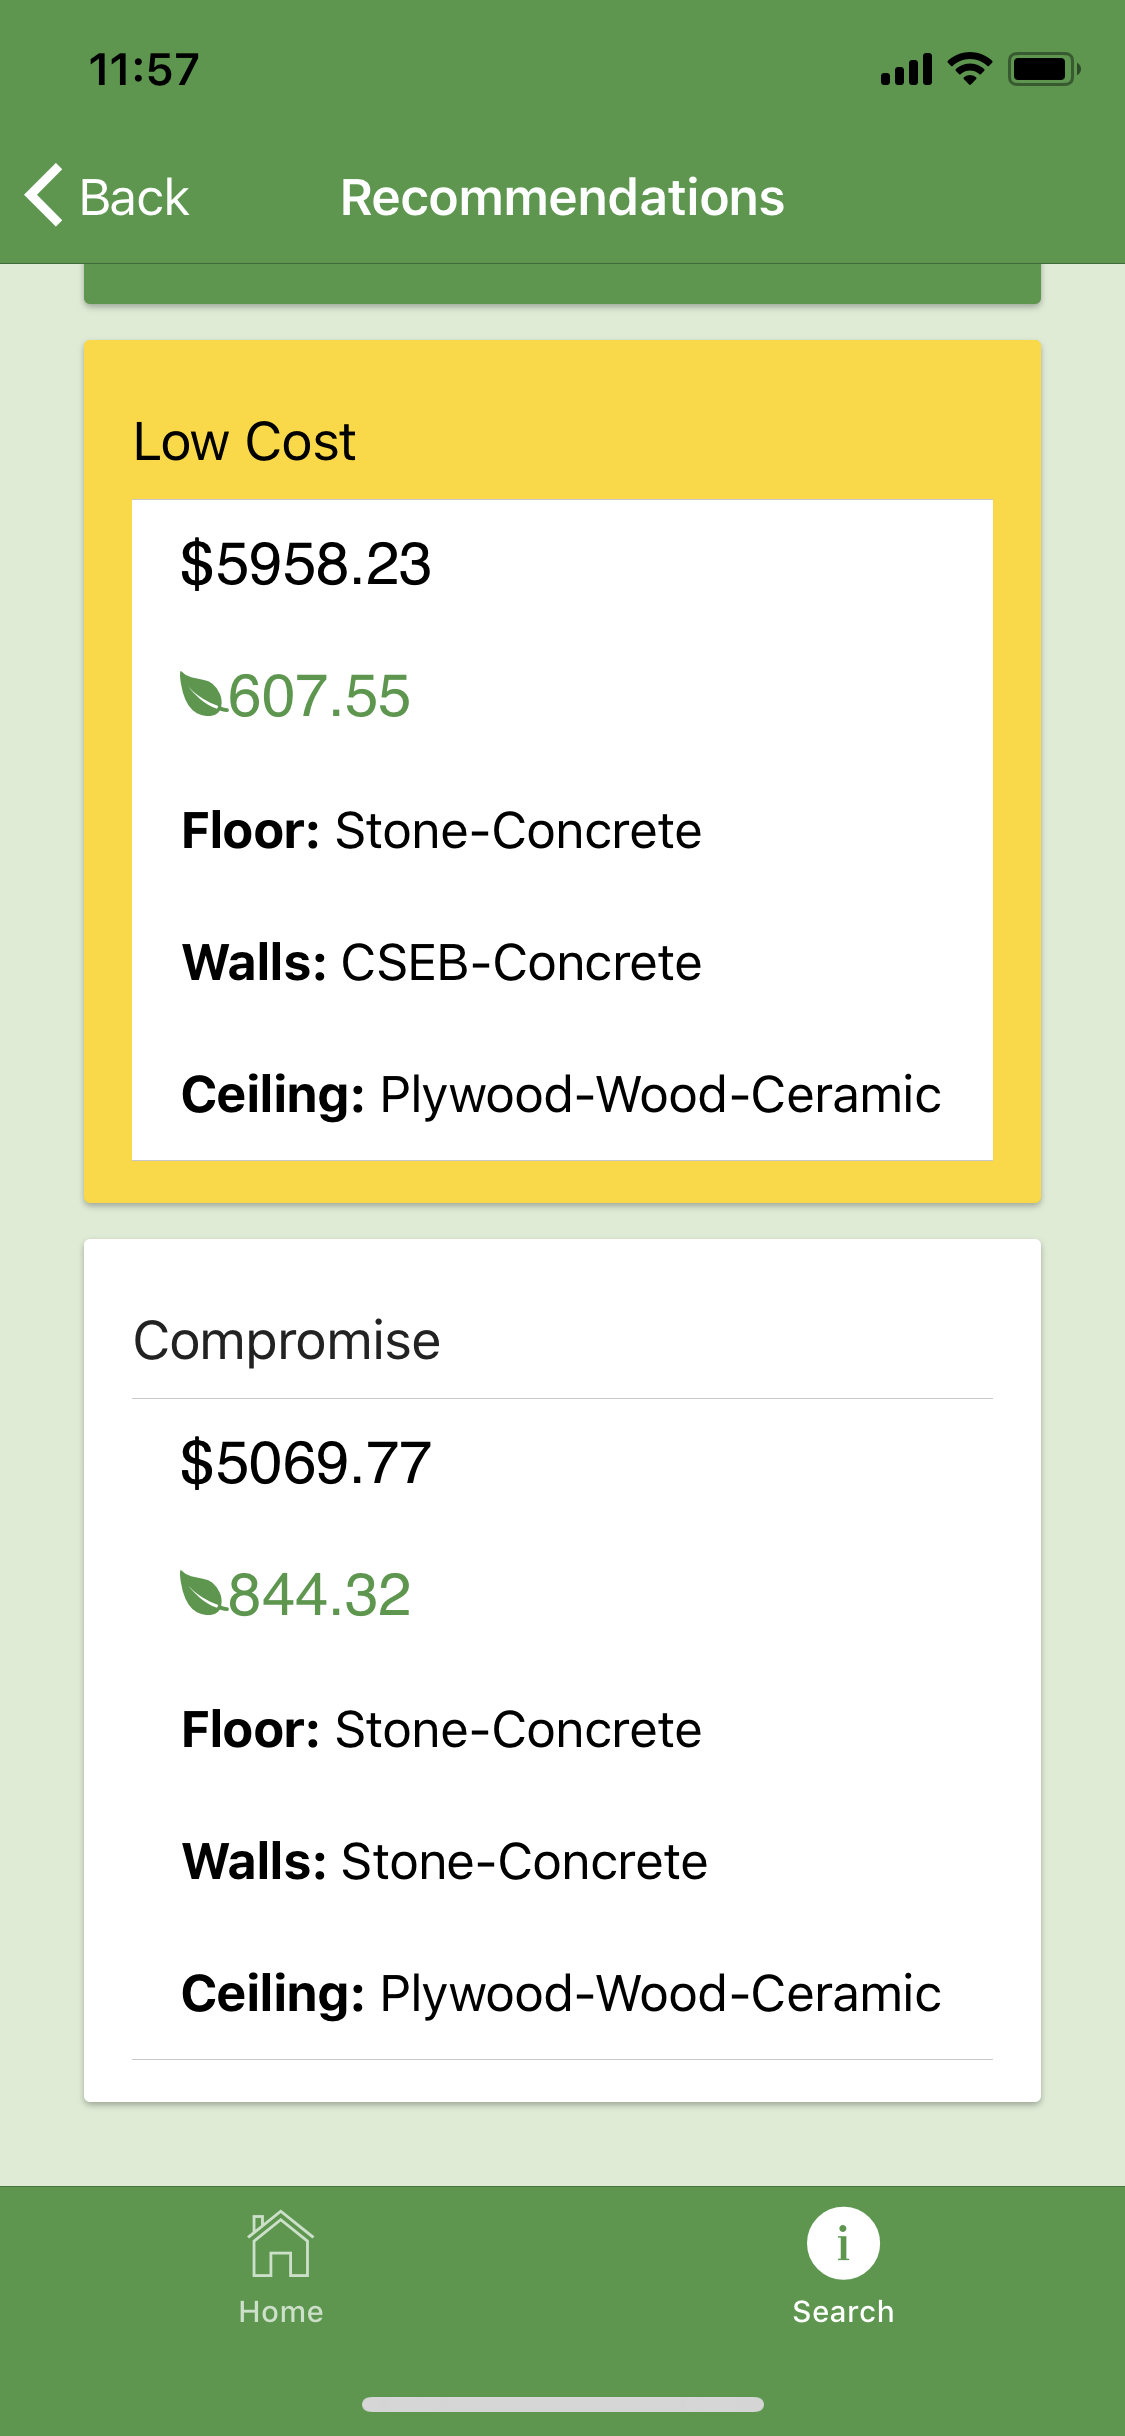 11:57
Back
Recommendations
Low Cost
$5958.23
607.55
Floor: Stone-Concrete
Walls: CSEB-Concrete
Ceiling: Plywood-Wood-Ceramic
Compromise
$5069.77
844.32
Floor: Stone-Concrete
Walls: Stone-Concrete
Ceiling: Plywood-Wood-Ceramic
i
Home
Search